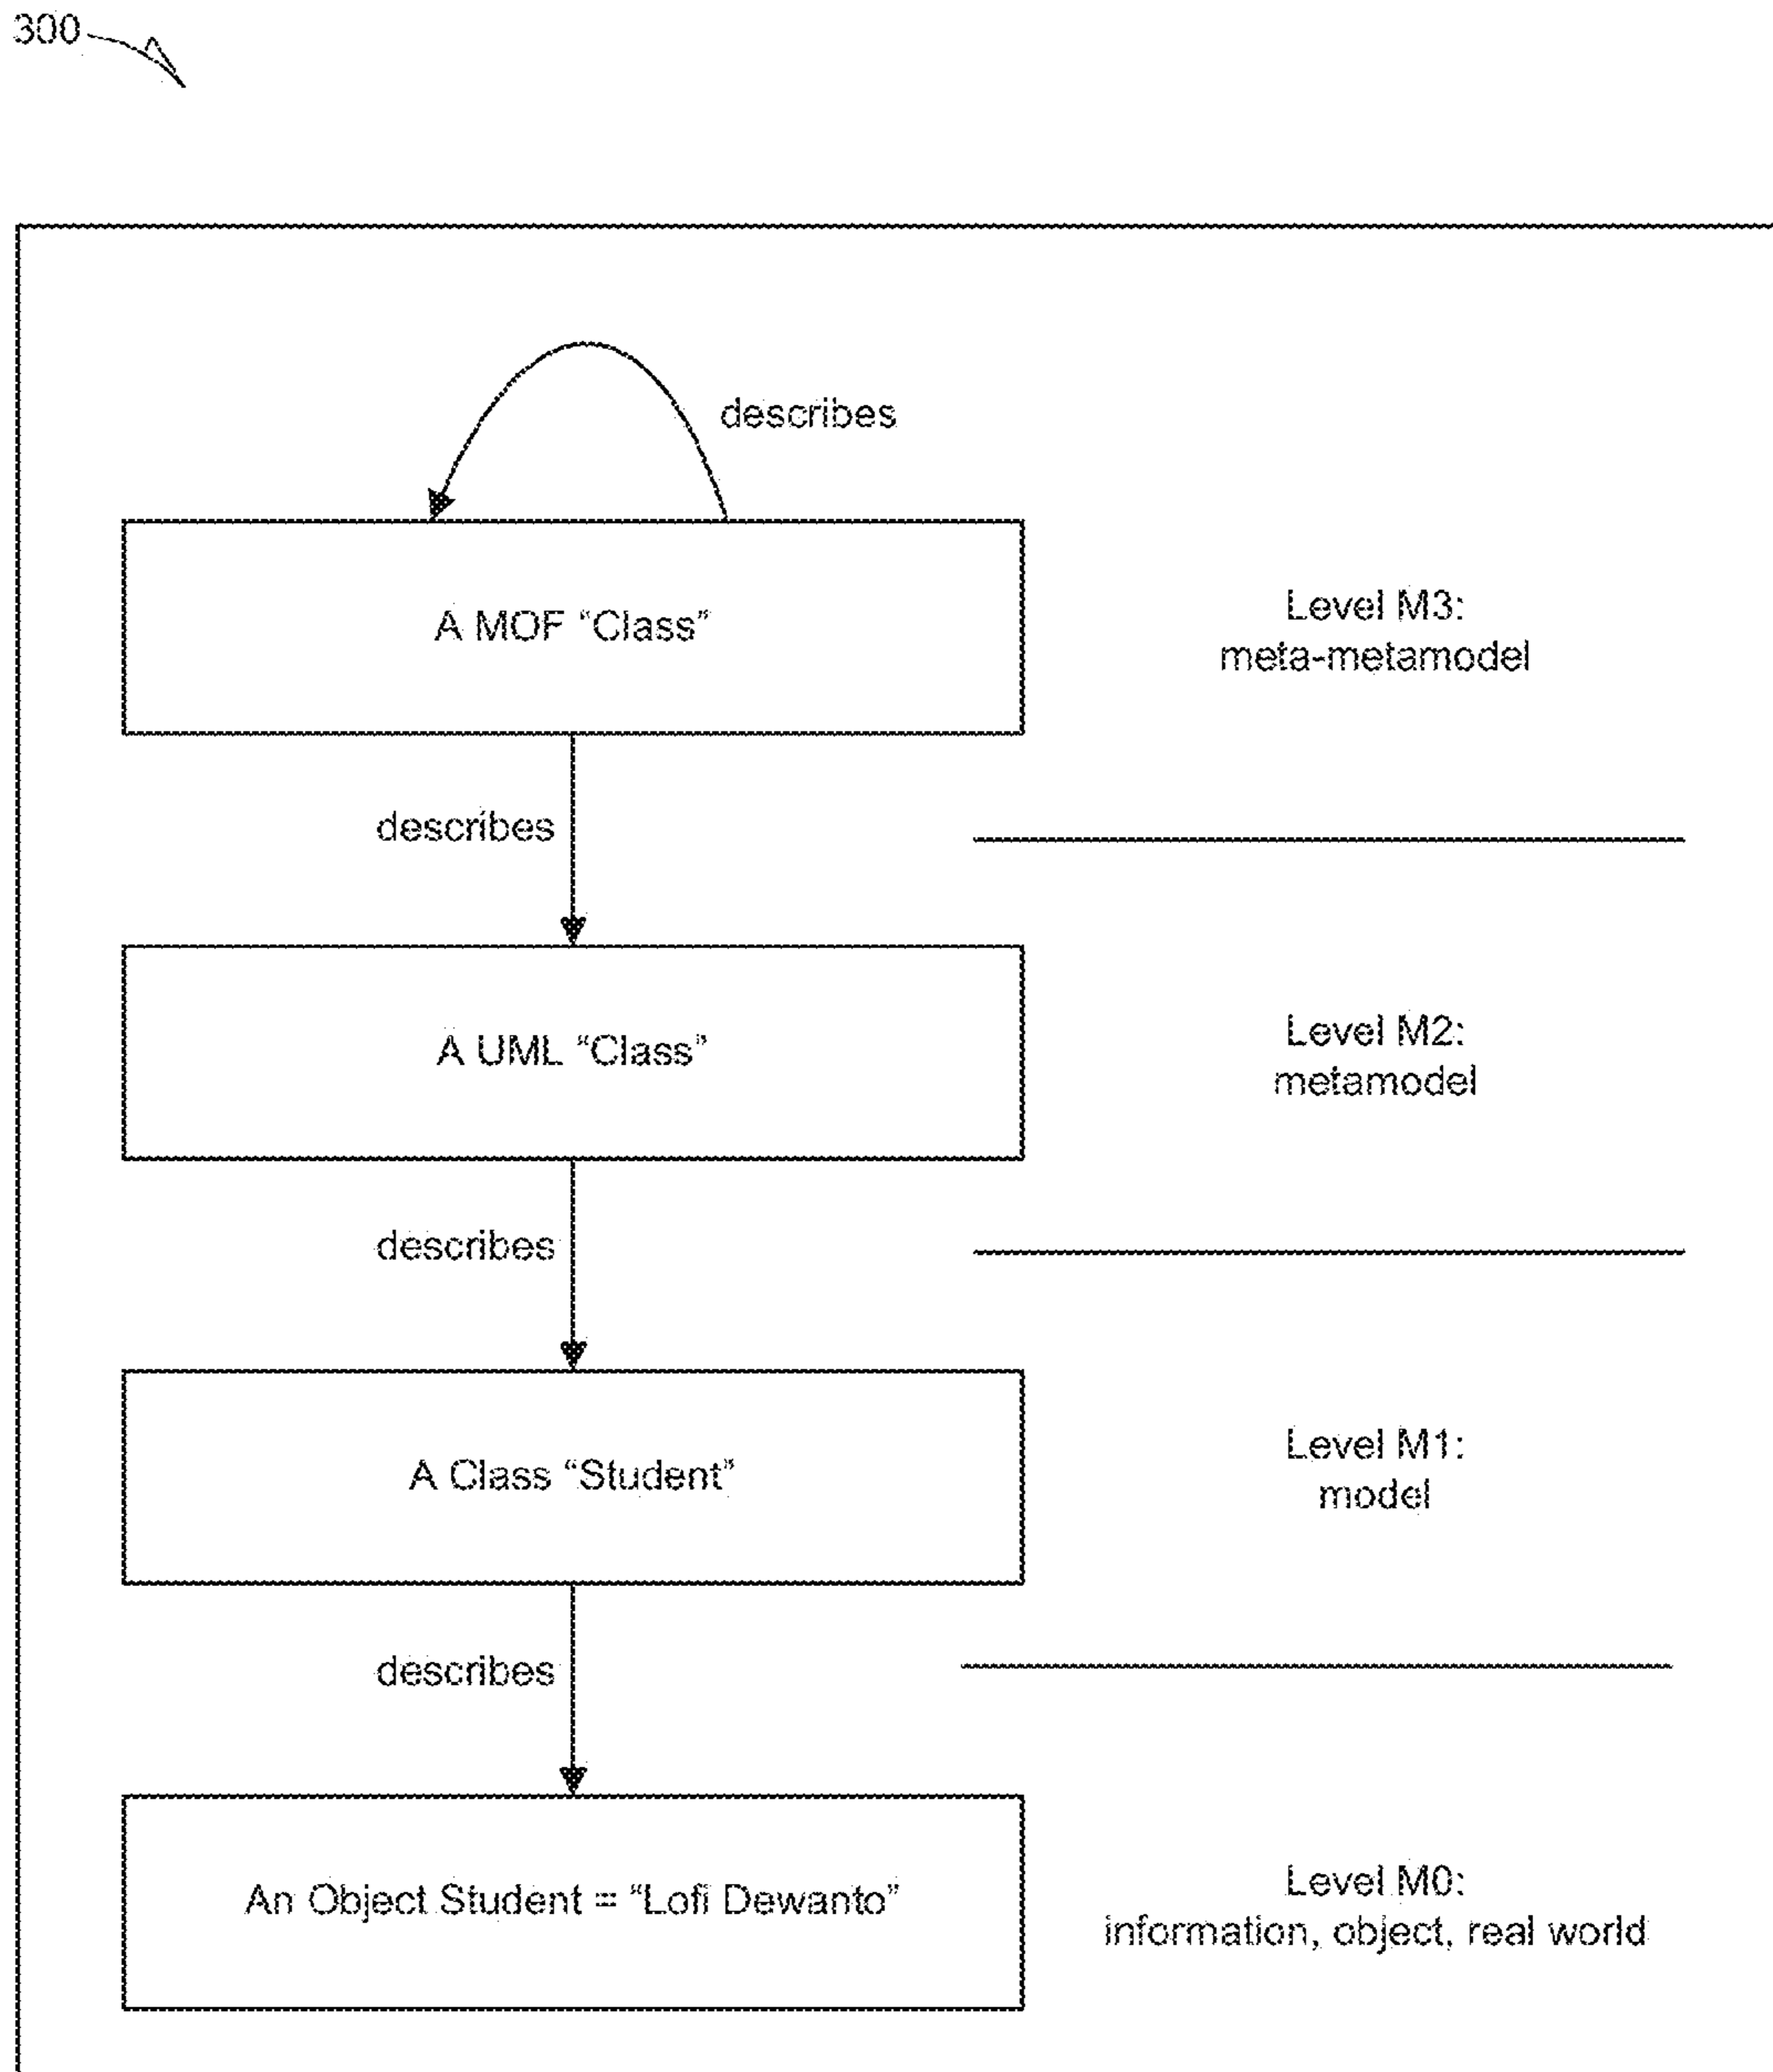 300
describes
A MOF “Class”
Level M3:
meta-metamodel
describes
A UML “Class”
Level M2:
metamodel
describes
A Class “Student”
Level M1:
model
describes
An Object Student = “Lofi Dewanto”
Level M0:
information, object, real world